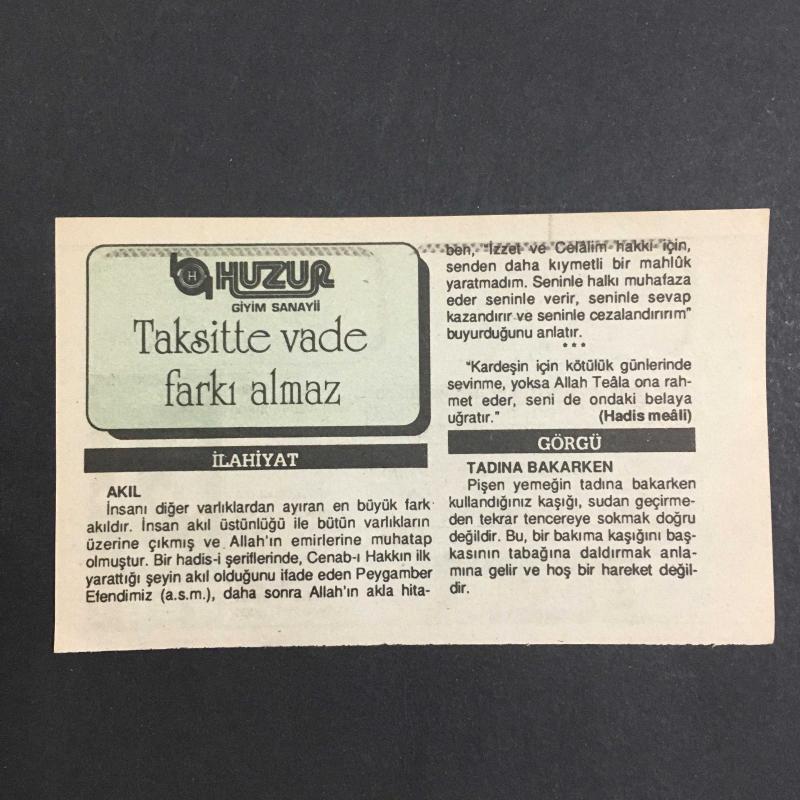 H
HUZUR
GİYİM SANAYİİ
Taksitte vade
farkı almaz
İLAHİYAT
AKIL
İnsanı diğer varlıklardan ayıran en büyük fark
akıldır. İnsan akıl üstünlüğü ile bütün varlıkların
üzerine çıkmış ve Allah'ın emirlerine muhatap
olmuştur. Bir hadis-i şeriflerinde, Cenab-ı Hakkın ilk
yarattığı şeyin akıl olduğunu ifade eden Peygamber
Efendimiz (a.s.m.), daha sonra Allah'ın akla hita-
ben, "İzzet ve Celâlim hakkı için,
senden daha kıymetli bir mahlûk
yaratmadım. Seninle halkı muhafaza
eder seninle verir, seninle sevap
kazandırır ve seninle cezalandırırım"
buyurduğunu anlatır.
***
"Kardeşin için kötülük günlerinde
sevinme, yoksa Allah Teâla ona rah-
met eder, seni de ondaki belaya
uğratır." (Hadis meâli)
GÖRGÜ
TADINA BAKARKEN
Pişen yemeğin tadına bakarken
kullandığınız kaşığı, sudan geçirme-
den tekrar tencereye sokmak doğru
değildir. Bu, bir bakıma kaşığını baş-
kasının tabağına daldırmak anla-
mına gelir ve hoş bir hareket değil-
dir.